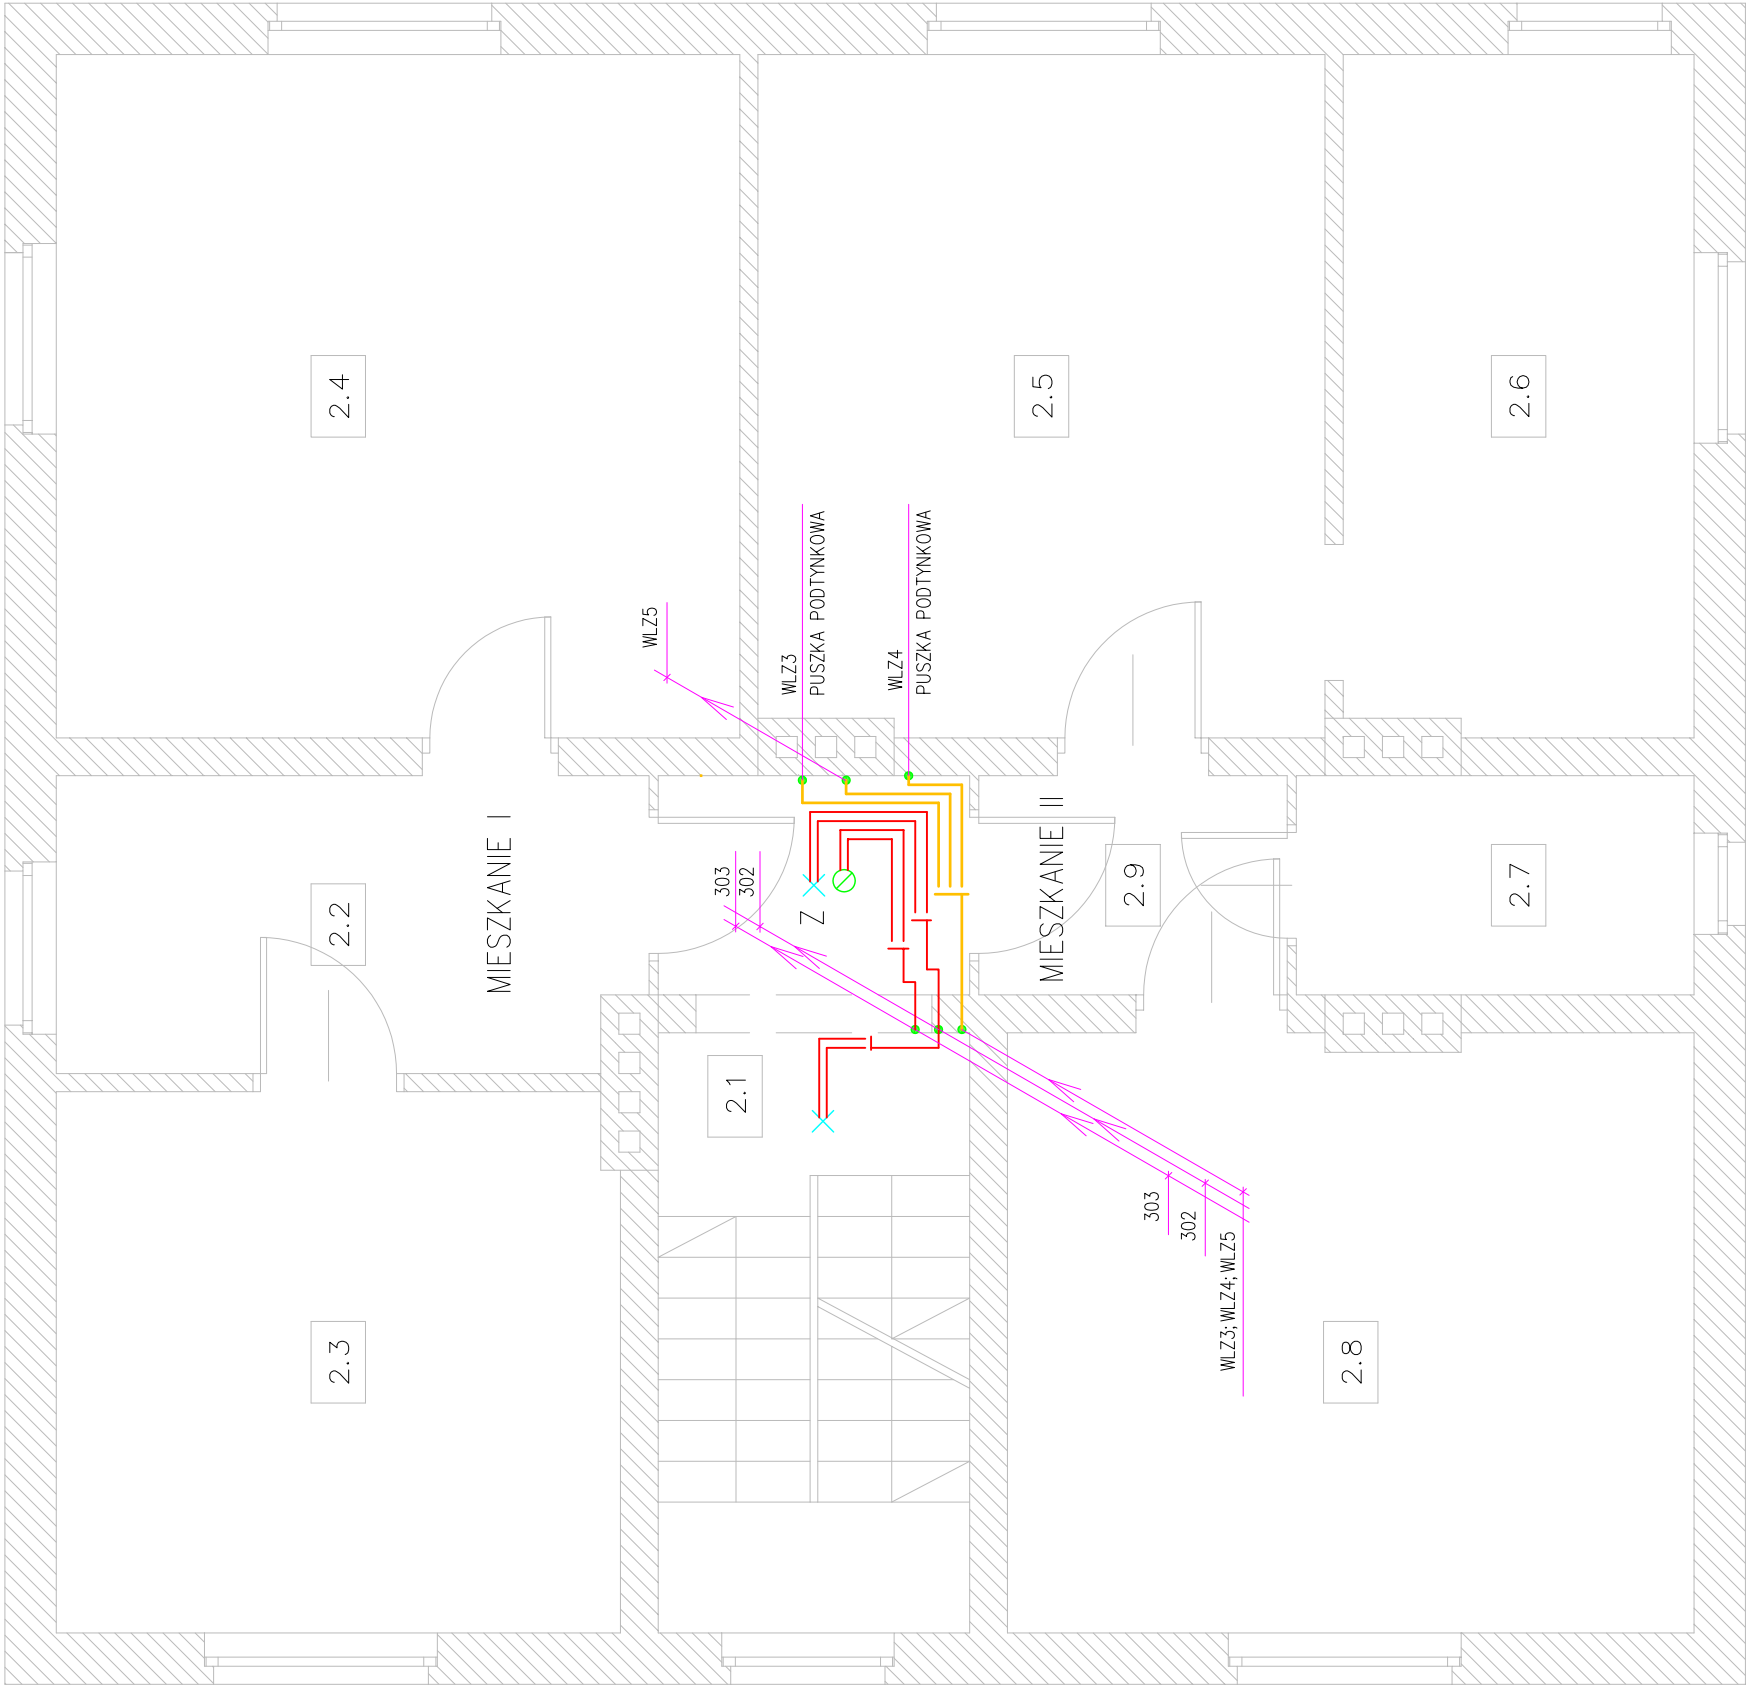 2.4
2.5
2.6
WLZ5
WLZ3
PUSZKA PODTYNKOWA
WLZ4
PUSZKA PODTYNKOWA
2.2
MIESZKANIE I
303
302
Z
MIESZKANIE II
2.9
2.7
2.1
303
302
WLZ3; WLZ4; WLZ5
2.3
2.8